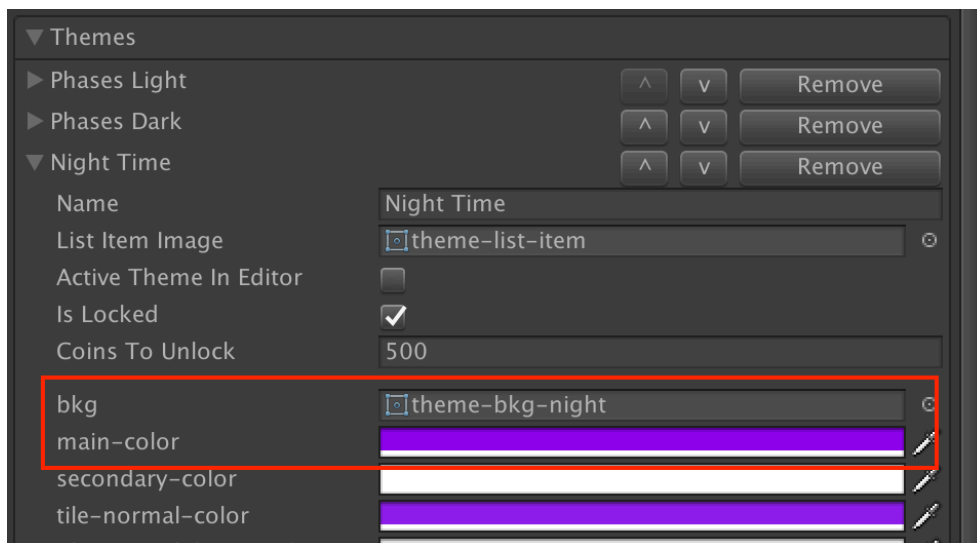 Themes
Phases Light ^ v Remove
Phases Dark ^ v Remove
Night Time ^ v Remove
Name Night Time
List Item Image theme-list-item
Active Theme In Editor
Is Locked
Coins To Unlock 500
bkg theme-bkg-night
main-color
secondary-color
tile-normal-color